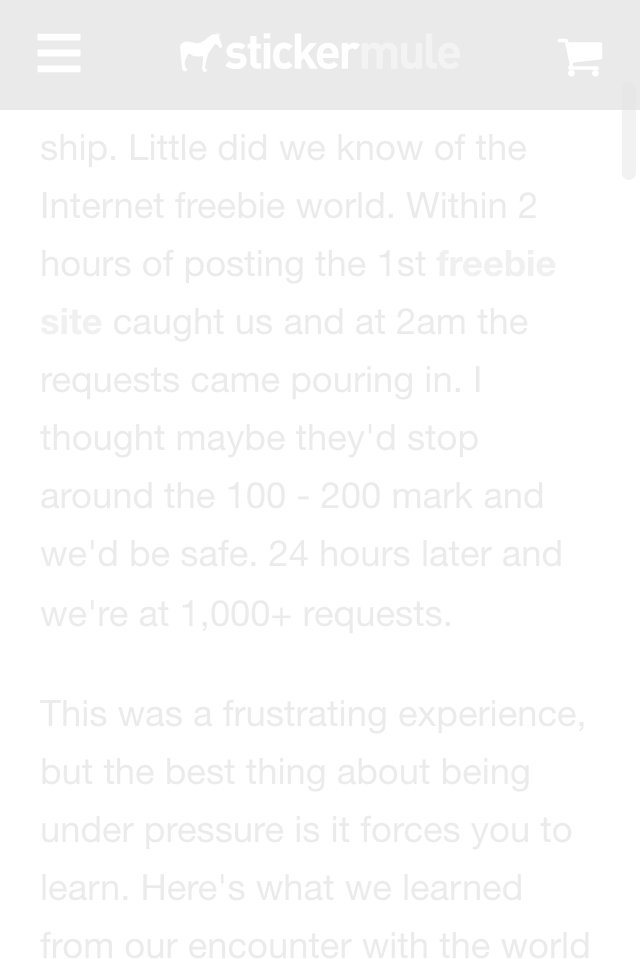 stickermule
ship. Little did we know of the
Internet freebie world. Within 2
hours of posting the 1st freebie
site caught us and at 2am the
requests came pouring in. I
thought maybe they'd stop
around the 100 - 200 mark and
we'd be safe. 24 hours later and
we're at 1,000+ requests.
This was a frustrating experience,
but the best thing about being
under pressure is it forces you to
learn. Here's what we learned
from our encounter with the world